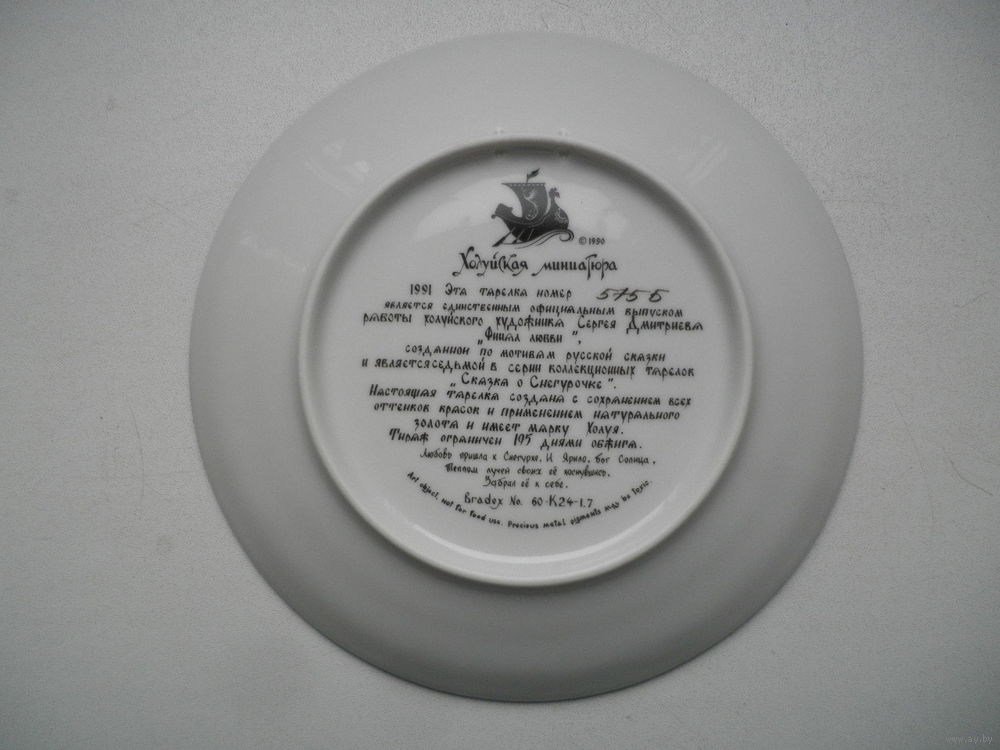 © 1990
Холуйская миниатюра
1991 Эта тарелка номер 5755
является единственным официальным выпуском
работы холуйского художника Сергея Дмитриева
„Финал любви",
созданной по мотивам русской сказки
и является седьмой в серии коллекционных тарелок
„Сказка о Снегурочке".
Настоящая тарелка создана с сохранением всех
оттенков красок и применением натурального
золота и имеет марку Холуя.
Тираж ограничен 195 днями обжига.
Любовь пришла к Снегурке. И Ярило, бог Солнца,
Теплом лучей своих её коснувшись,
Забрал её к себе.
Bradex No. 60-K24-1.7
Art object, not for food use. Precious metal pigments may be toxic.
www.ay.by